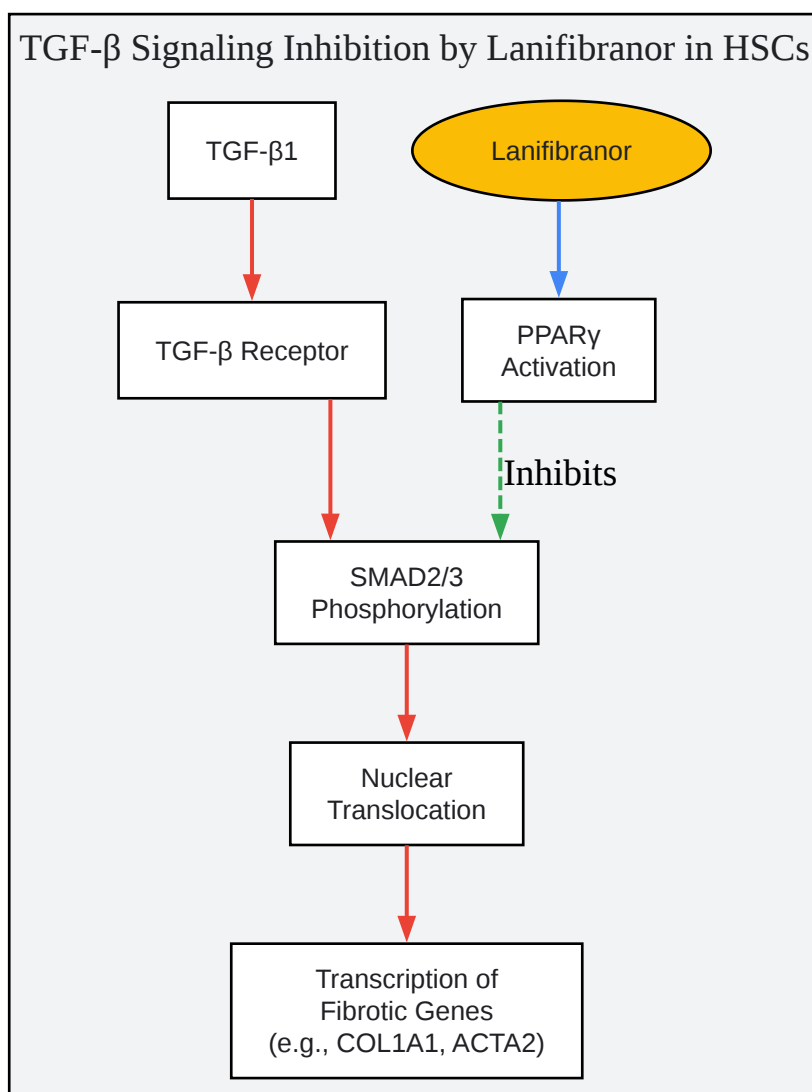 TGF-β Signaling Inhibition by Lanifibranor in HSCs
TGF-β1
Lanifibranor
TGF-β Receptor
PPARγ
Activation
Inhibits
SMAD2/3
Phosphorylation
Nuclear
Translocation
Transcription of
Fibrotic Genes
(e.g., COL1A1, ACTA2)